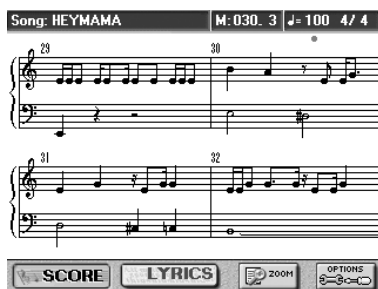 Song: HEYMAMA M:030. 3 ♩=100 4/4
29 30
31 32
SCORE LYRICS ZOOM OPTIONS